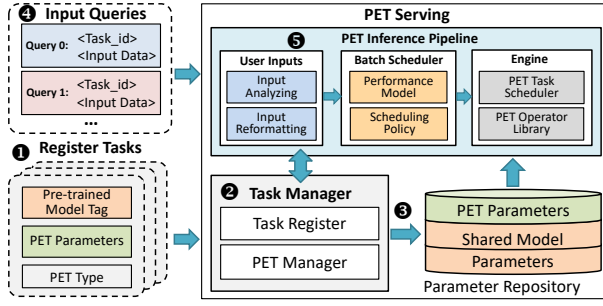 ❹ Input Queries
Query 0: <Task_id>
<Input Data>
Query 1: <Task_id>
<Input Data>
...
❶ Register Tasks
Pre-trained
Model Tag
PET Parameters
PET Type
PET Serving
❺ PET Inference Pipeline
User Inputs
Input
Analyzing
Input
Reformatting
Batch Scheduler
Performance
Model
Scheduling
Policy
Engine
PET Task
Scheduler
PET Operator
Library
❷ Task Manager
Task Register
PET Manager
❸
PET Parameters
Shared Model
Parameters
Parameter Repository